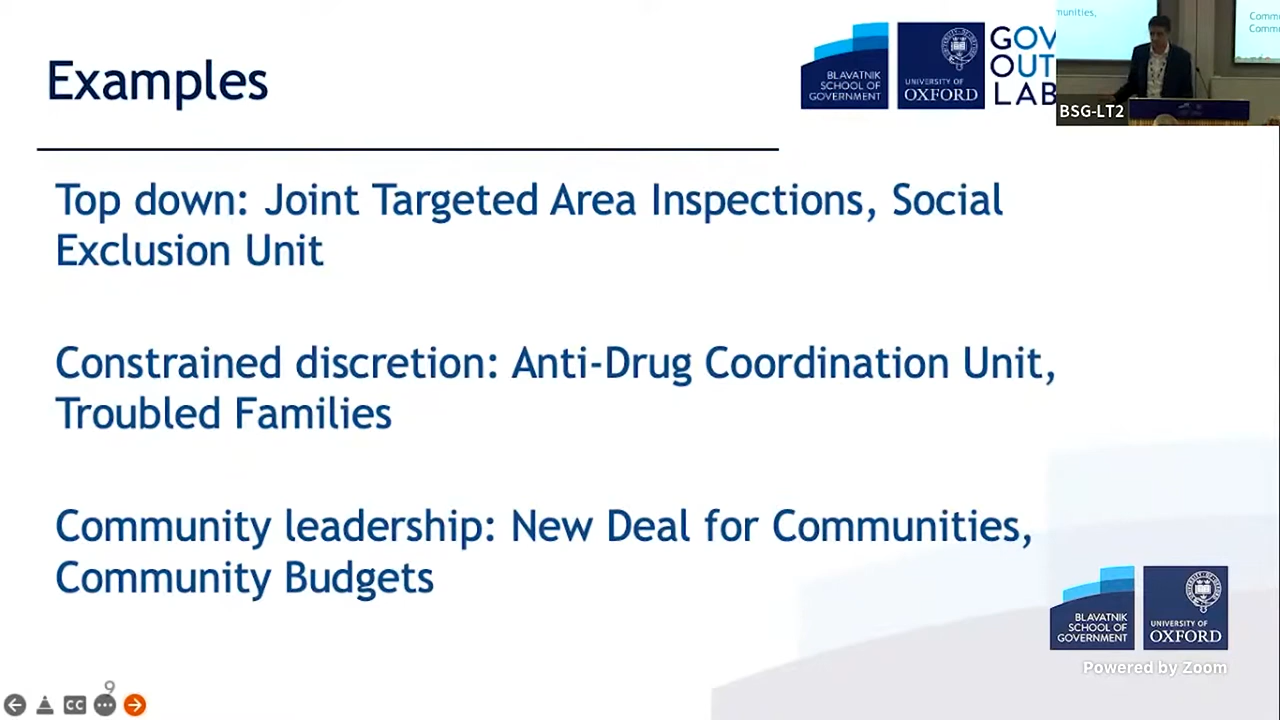 Examples
BLAVATNIK
SCHOOL OF
GOVERNMENT
UNIVERSITY OF
OXFORD
GOV
OUT
LAB
BSG-LT2
Top down: Joint Targeted Area Inspections, Social
Exclusion Unit
Constrained discretion: Anti-Drug Coordination Unit,
Troubled Families
Community leadership: New Deal for Communities,
Community Budgets
BLAVATNIK
SCHOOL OF
GOVERNMENT
UNIVERSITY OF
OXFORD
Powered by Zoom
9
CC